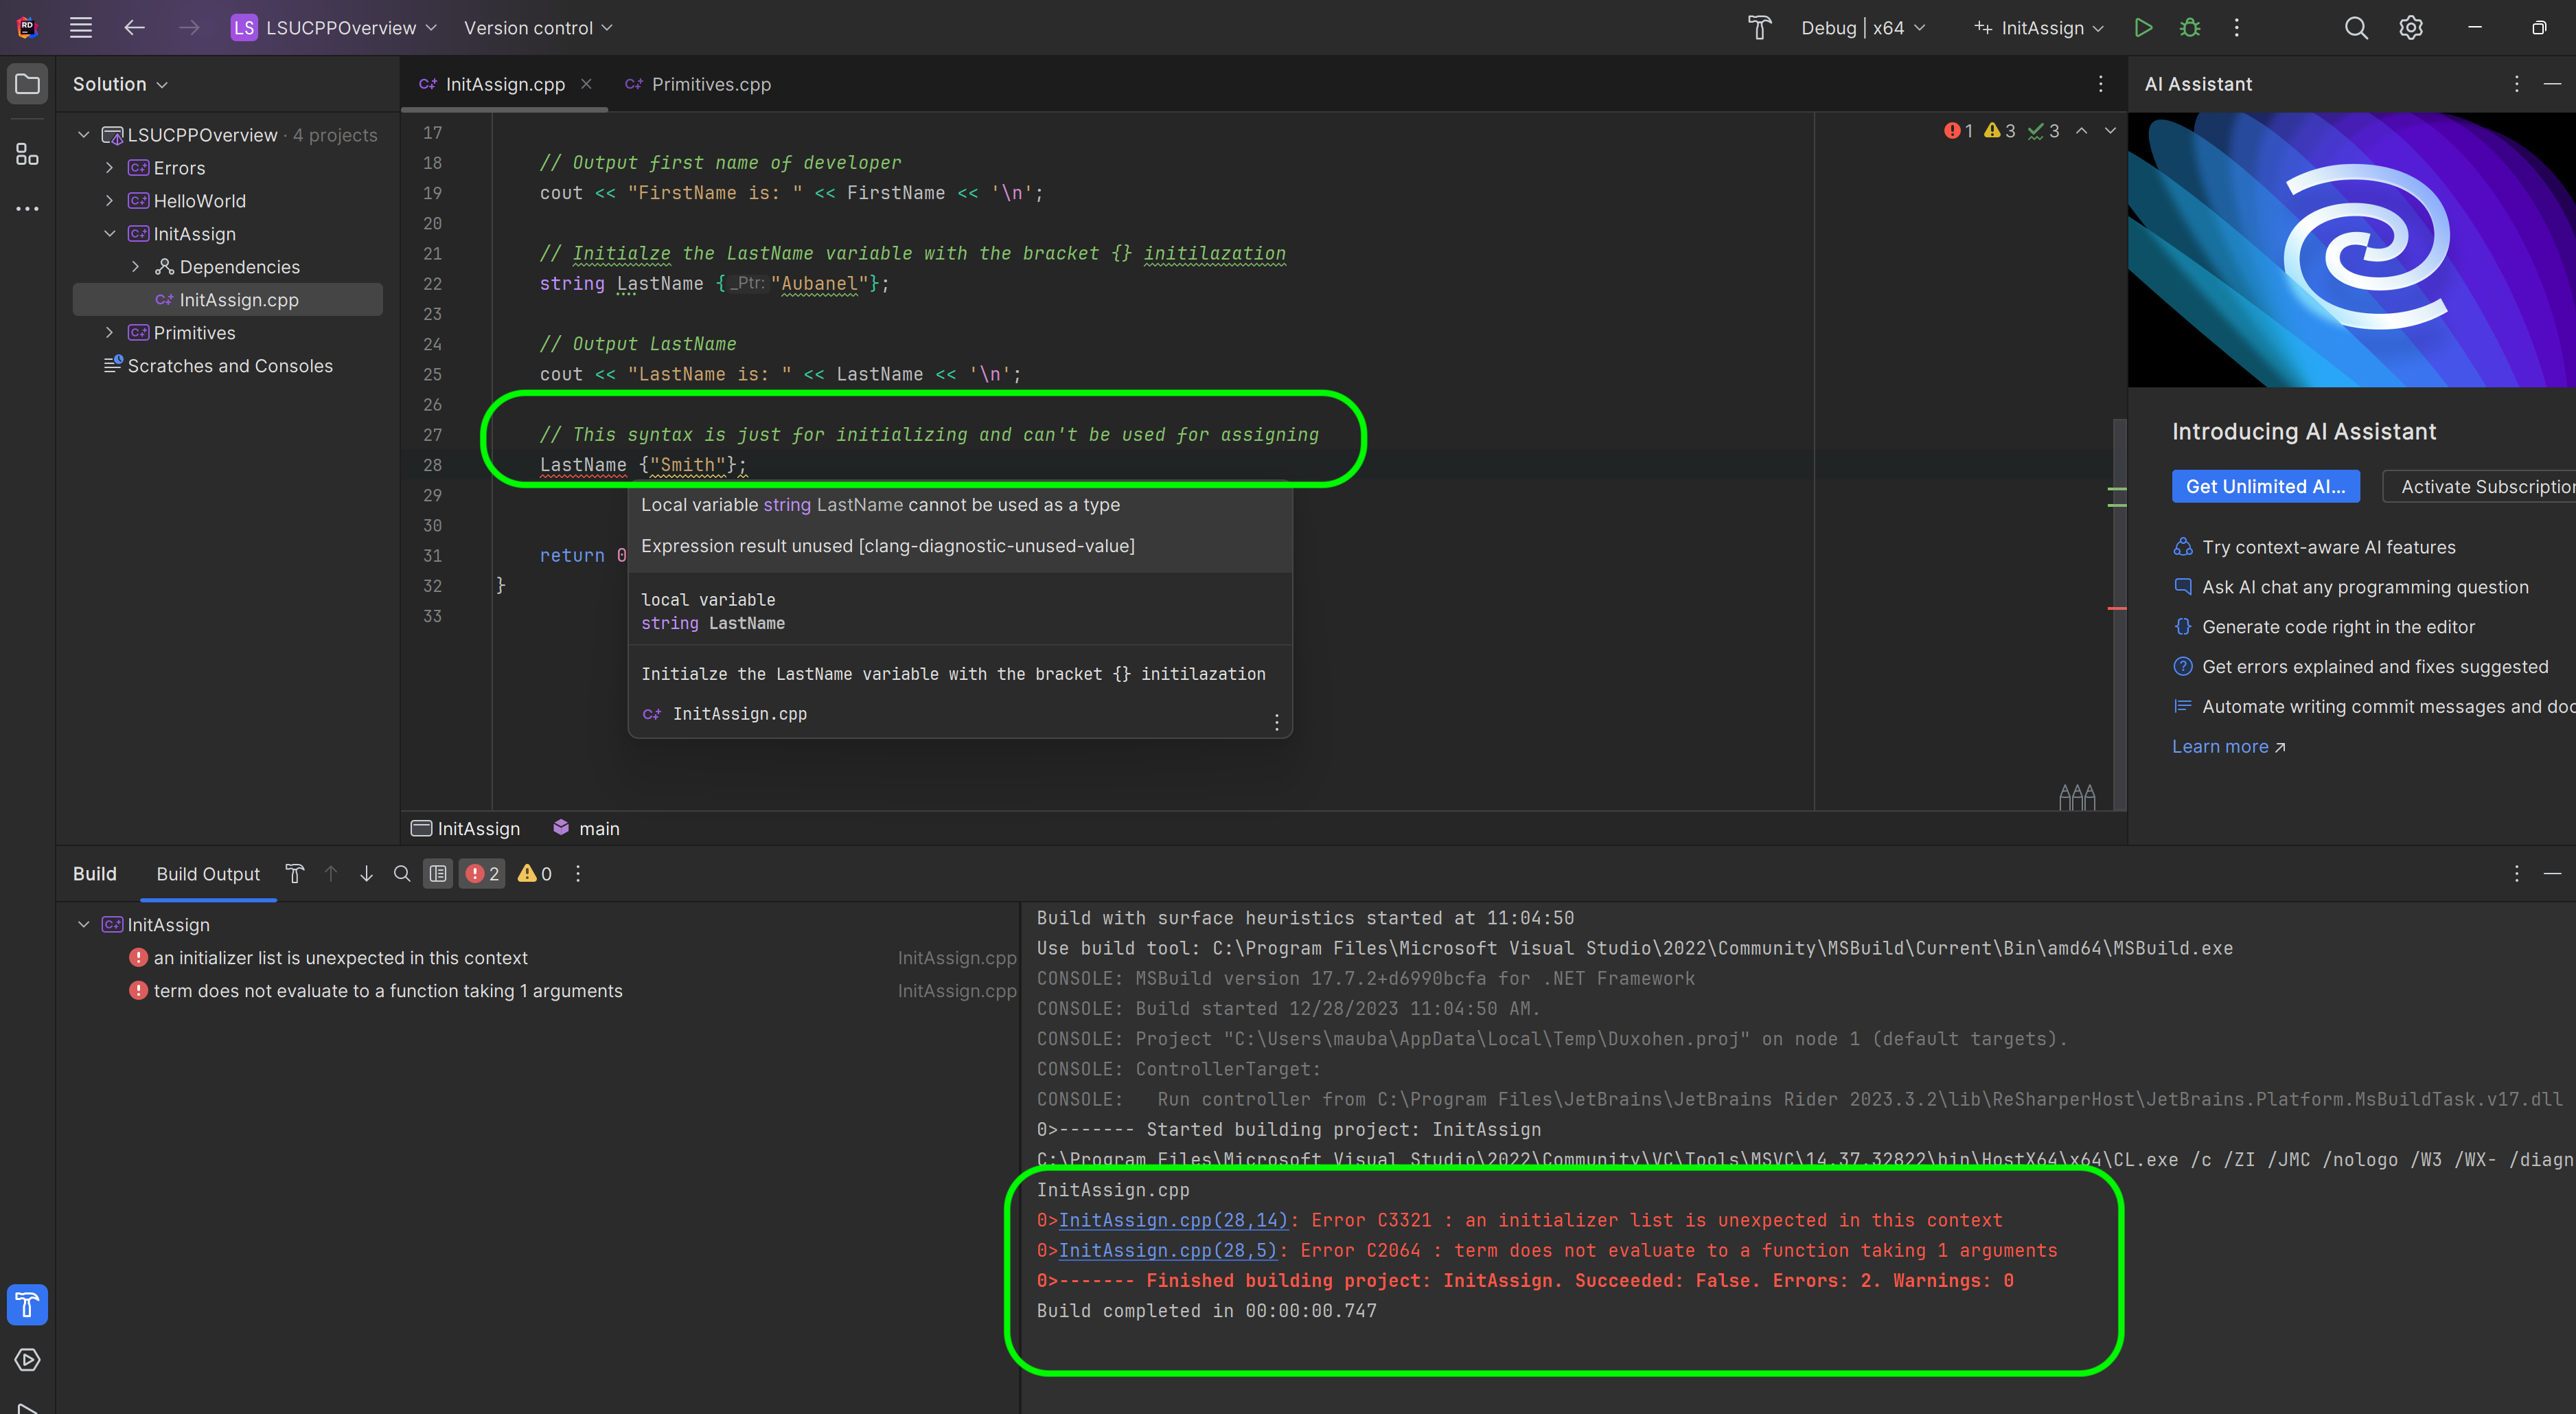 LS LSUCPPOverview Version control Debug | x64 InitAssign
Solution
InitAssign.cpp Primitives.cpp
AI Assistant
LSUCPPOverview · 4 projects
Errors
HelloWorld
InitAssign
Dependencies
InitAssign.cpp
Primitives
Scratches and Consoles
1 3 3
17
18 // Output first name of developer
19 cout << "FirstName is: " << FirstName << '\n';
20
21 // Initialze the LastName variable with the bracket {} initilazation
22 string LastName { _Ptr: "Aubanel"};
23
24 // Output LastName
25 cout << "LastName is: " << LastName << '\n';
26
27 // This syntax is just for initializing and can't be used for assigning
28 LastName {"Smith"};
29
30
31 return 0
32 }
33
Local variable string LastName cannot be used as a type
Expression result unused [clang-diagnostic-unused-value]
local variable
string LastName
Initialze the LastName variable with the bracket {} initilazation
InitAssign.cpp
Introducing AI Assistant
Get Unlimited AI... Activate Subscription
Try context-aware AI features
Ask AI chat any programming question
Generate code right in the editor
Get errors explained and fixes suggested
Automate writing commit messages and doc
Learn more
InitAssign main
Build Build Output 2 0
InitAssign
an initializer list is unexpected in this context InitAssign.cpp
term does not evaluate to a function taking 1 arguments InitAssign.cpp
Build with surface heuristics started at 11:04:50
Use build tool: C:\Program Files\Microsoft Visual Studio\2022\Community\MSBuild\Current\Bin\amd64\MSBuild.exe
CONSOLE: MSBuild version 17.7.2+d6990bcfa for .NET Framework
CONSOLE: Build started 12/28/2023 11:04:50 AM.
CONSOLE: Project "C:\Users\mauba\AppData\Local\Temp\Duxohen.proj" on node 1 (default targets).
CONSOLE: ControllerTarget:
CONSOLE:   Run controller from C:\Program Files\JetBrains\JetBrains Rider 2023.3.2\lib\ReSharperHost\JetBrains.Platform.MsBuildTask.v17.dll
0>------- Started building project: InitAssign
C:\Program Files\Microsoft Visual Studio\2022\Community\VC\Tools\MSVC\14.37.32822\bin\HostX64\x64\CL.exe /c /ZI /JMC /nologo /W3 /WX- /diagn
InitAssign.cpp
0>InitAssign.cpp(28,14): Error C3321 : an initializer list is unexpected in this context
0>InitAssign.cpp(28,5): Error C2064 : term does not evaluate to a function taking 1 arguments
0>------- Finished building project: InitAssign. Succeeded: False. Errors: 2. Warnings: 0
Build completed in 00:00:00.747